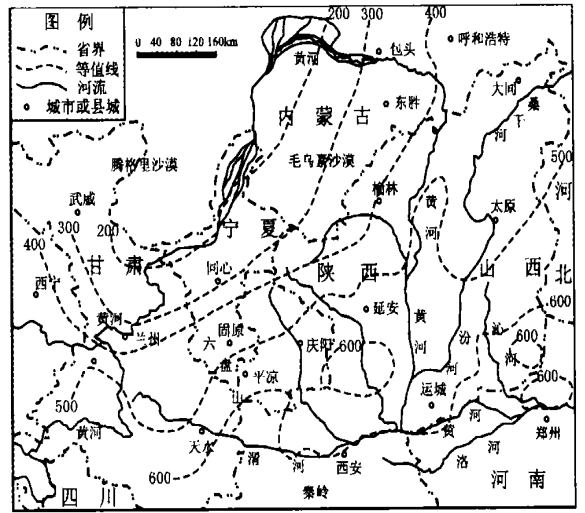 图 例
省界
等值线
河流
城市或县城
0 40 80 120 160km
200
300
400
呼和浩特
包头
黄河
大同
桑
干
河
内 蒙 古
东胜
腾格里沙漠
毛乌素沙漠
500
河
北
武威
300
400
200
宁 夏
榆林
黄
河
太原
甘 肃
同心
陕 西
山 西
西宁
黄河
兰州
固原
六
盘
山
庆阳
延安
黄
河
汾
河
沁
河
600
600
600
平凉
500
黄河
运城
黄
河
郑州
天水
渭
河
西安
洛
河
600
四 川
秦岭
河 南